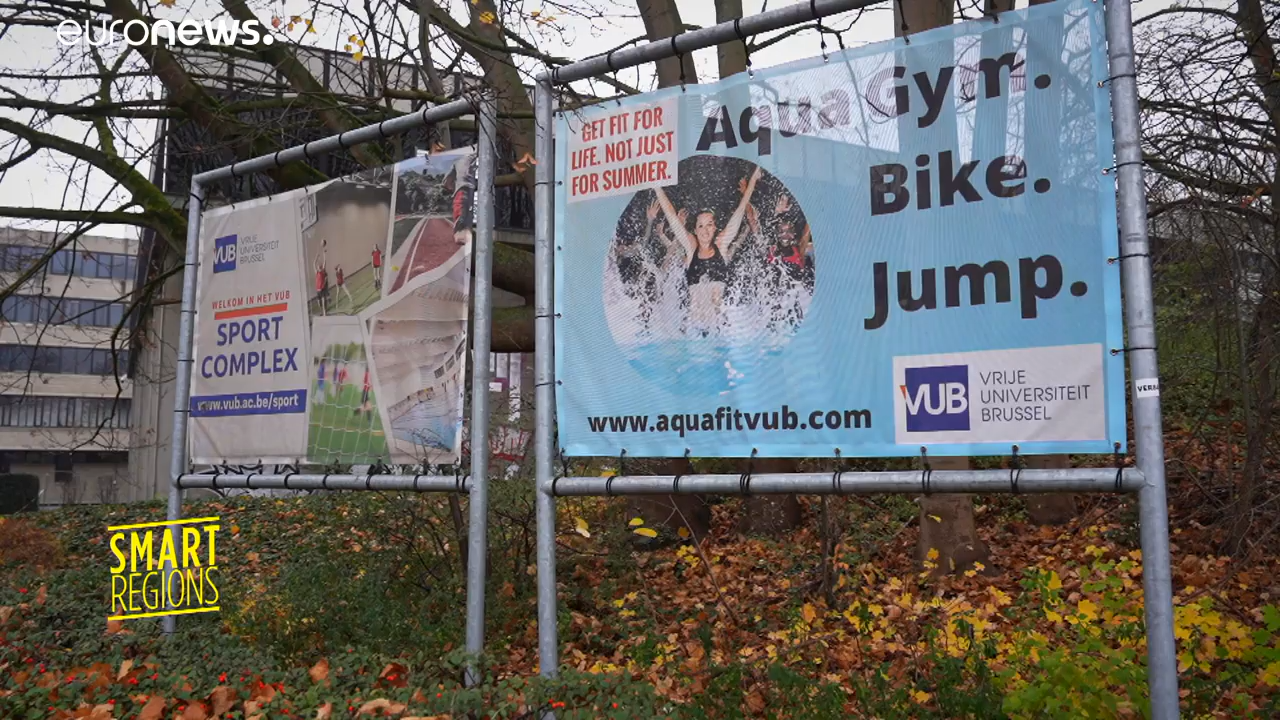 euronews.
VUB
VRIJE
UNIVERSITEIT
BRUSSEL
WELKOM IN HET VUB
SPORT
COMPLEX
www.vub.ac.be/sport
GET FIT FOR
LIFE. NOT JUST
FOR SUMMER.
Aqua Gym.
Bike.
Jump.
www.aquafitvub.com
VUB
VRIJE
UNIVERSITEIT
BRUSSEL
SMART
REGIONS